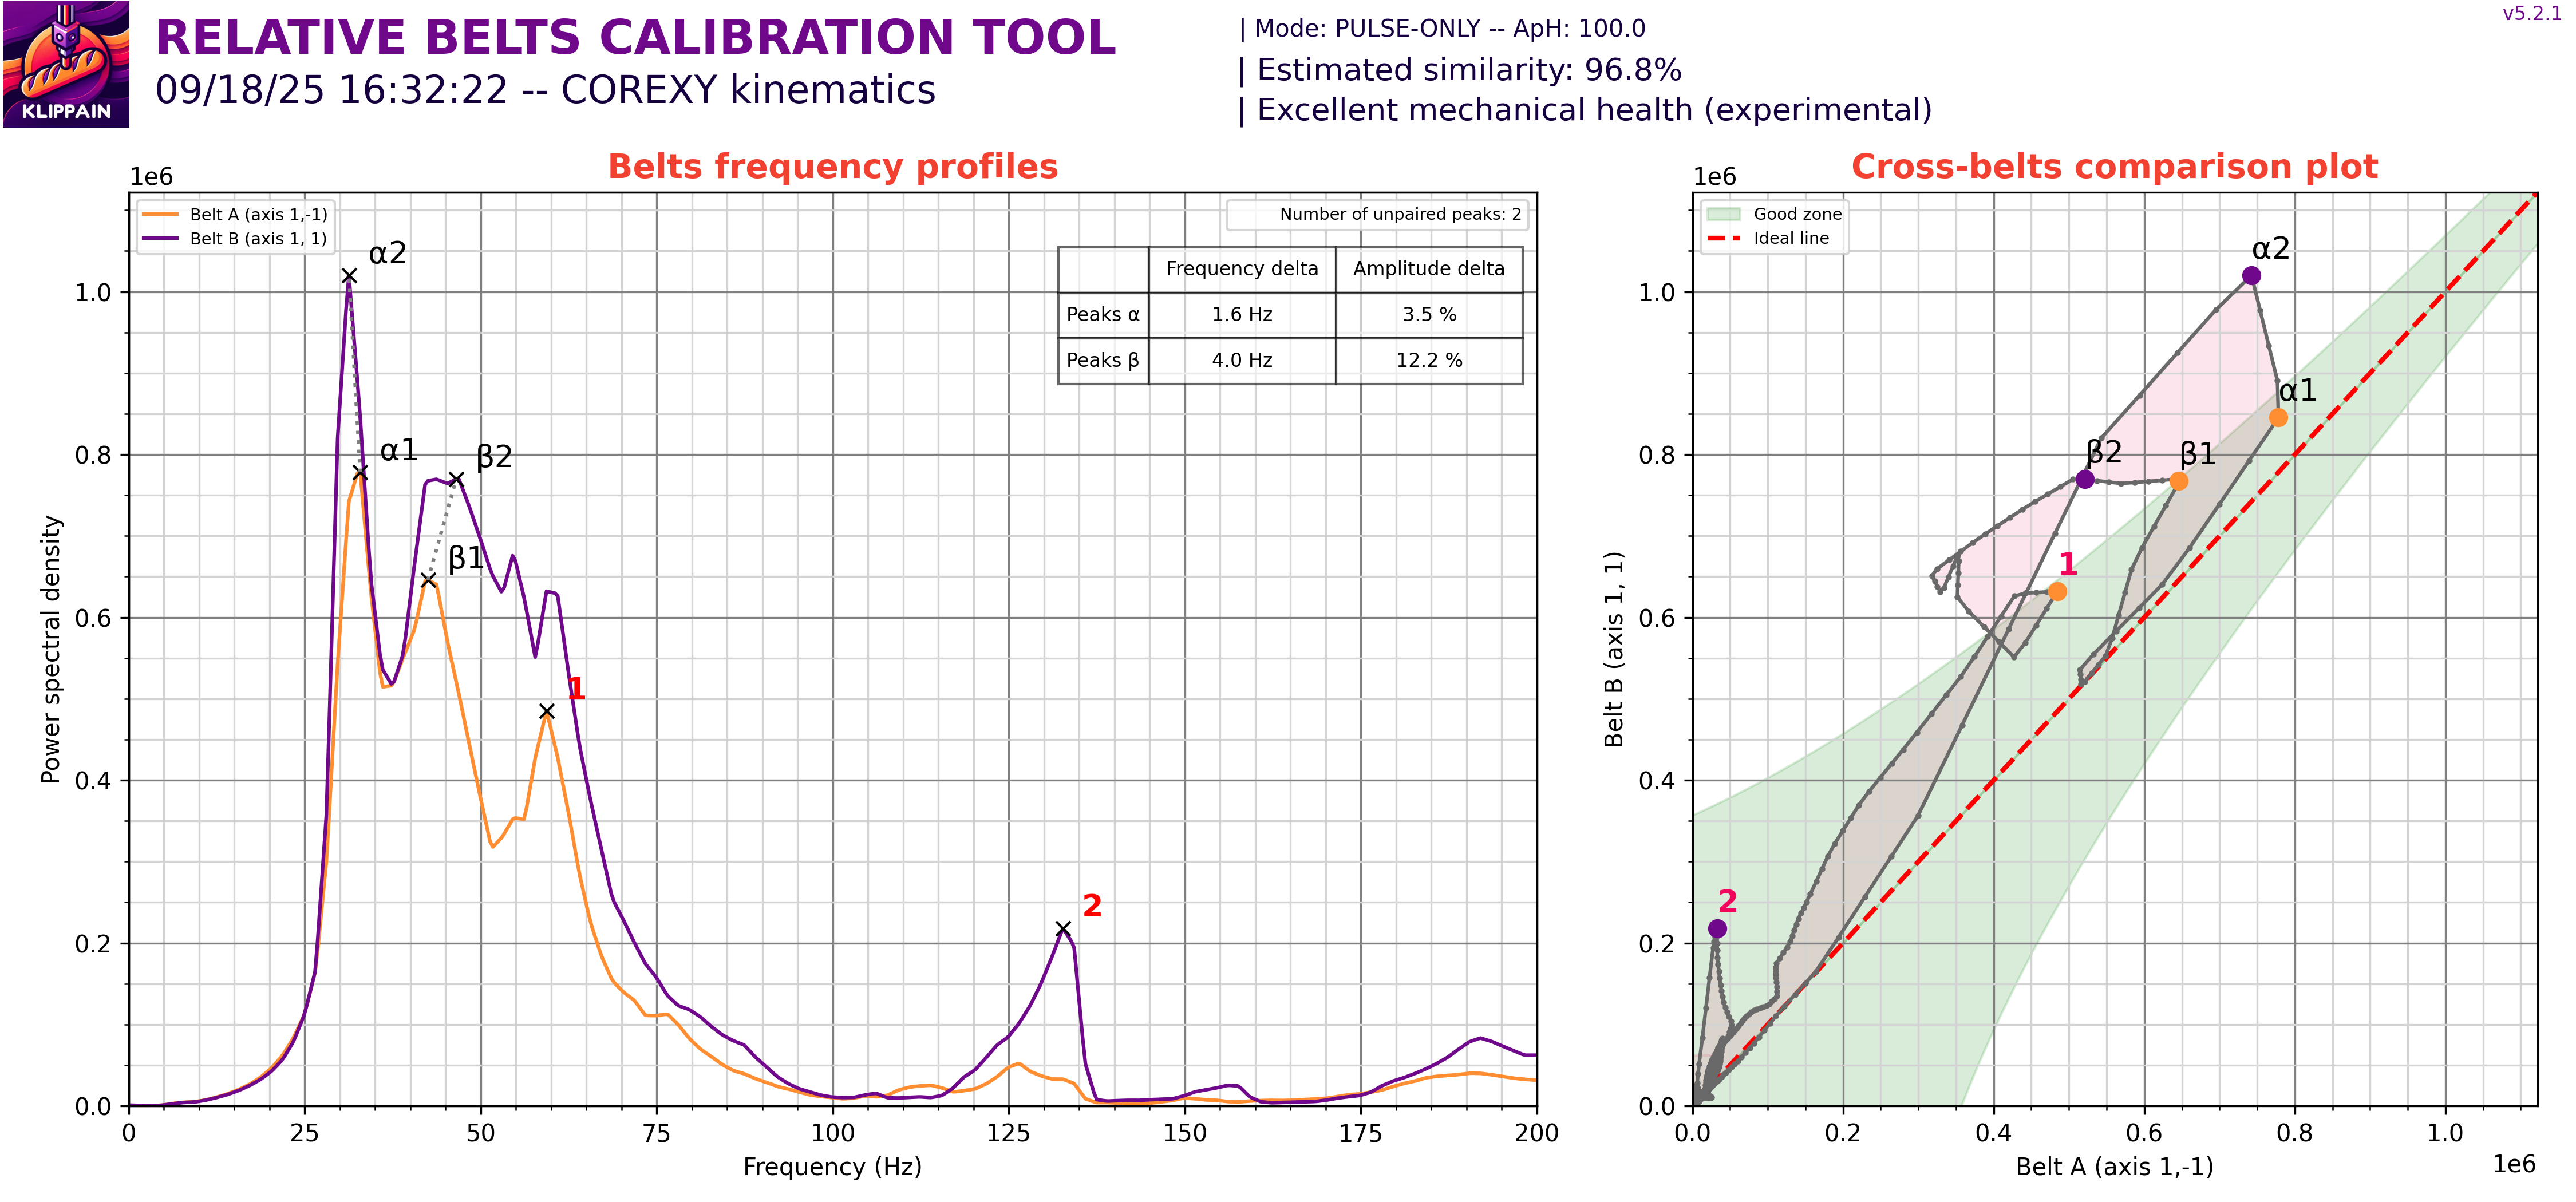 v5.2.1
KLIPPAIN
RELATIVE BELTS CALIBRATION TOOL
09/18/25 16:32:22 -- COREXY kinematics
| Mode: PULSE-ONLY -- ApH: 100.0
| Estimated similarity: 96.8%
| Excellent mechanical health (experimental)
Belts frequency profiles
1e6
Belt A (axis 1,-1)
Belt B (axis 1, 1)
Number of unpaired peaks: 2
Frequency delta Amplitude delta
Peaks α 1.6 Hz 3.5 %
Peaks β 4.0 Hz 12.2 %
α2
α1
β2
β1
1
2
1.0
0.8
0.6
0.4
0.2
0.0
Power spectral density
0 25 50 75 100 125 150 175 200
Frequency (Hz)
Cross-belts comparison plot
1e6
Good zone
Ideal line
α2
α1
β2
β1
1
2
1.0
0.8
0.6
0.4
0.2
0.0
Belt B (axis 1, 1)
0.0 0.2 0.4 0.6 0.8 1.0
Belt A (axis 1,-1)
1e6